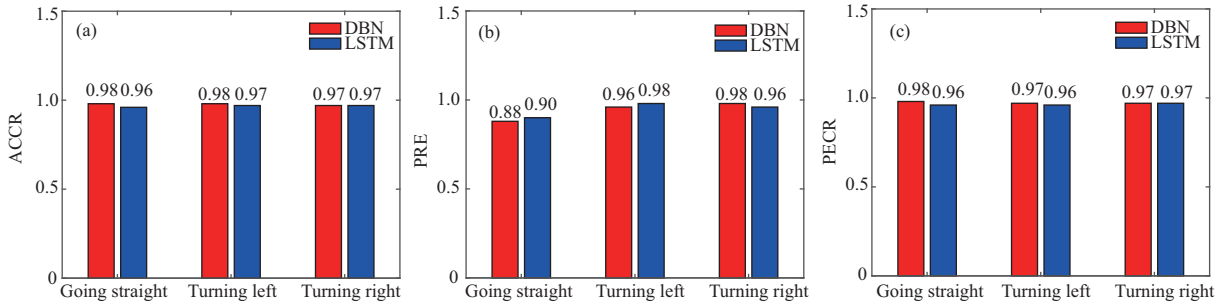 (a)
DBN
LSTM
1.5
1.0
0.5
0
ACCR
0.98 0.96
0.98 0.97
0.97 0.97
Going straight Turning left Turning right
(b)
DBN
LSTM
1.5
1.0
0.5
0
PRE
0.88 0.90
0.96 0.98
0.98 0.96
Going straight Turning left Turning right
(c)
DBN
LSTM
1.5
1.0
0.5
0
PECR
0.98 0.96
0.97 0.96
0.97 0.97
Going straight Turning left Turning right